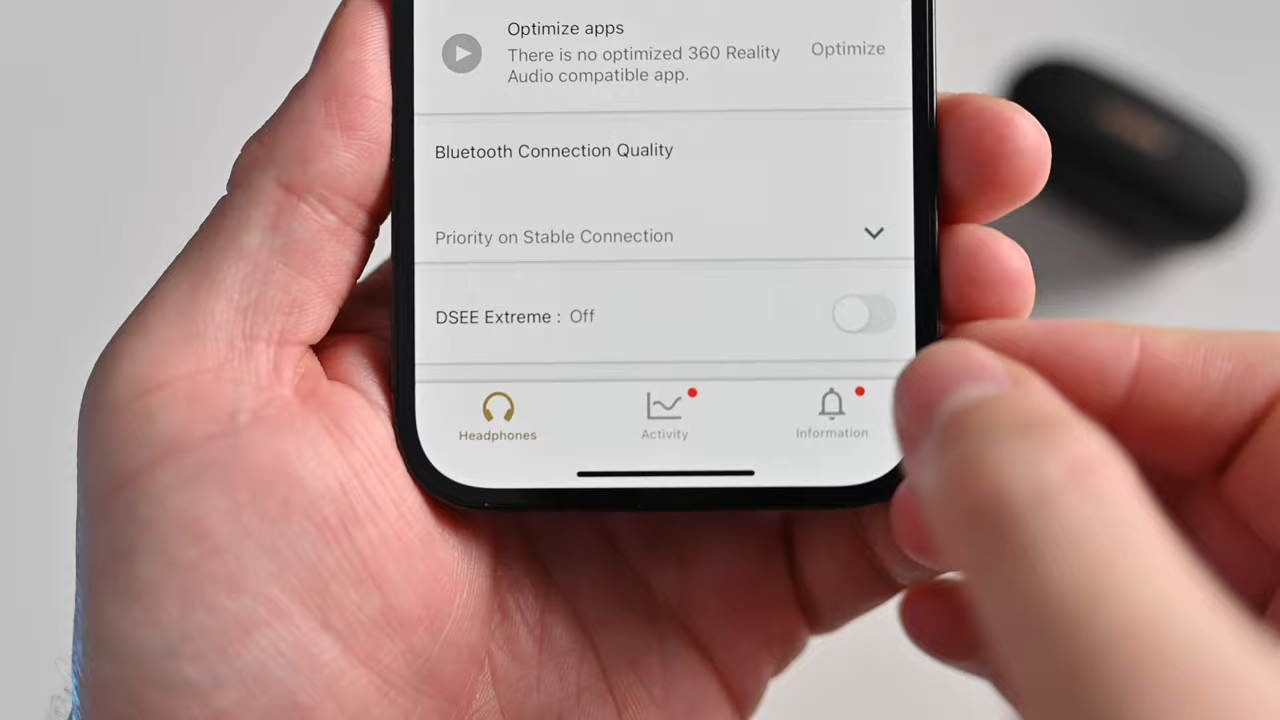 Optimize apps
There is no optimized 360 Reality
Audio compatible app.
Optimize
Bluetooth Connection Quality
Priority on Stable Connection
DSEE Extreme : Off
Headphones
Activity
Information